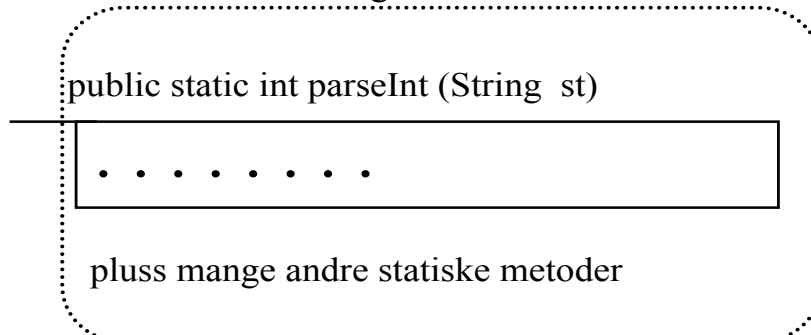 public static int parseInt (String st)
. . . . . . . .
pluss mange andre statiske metoder